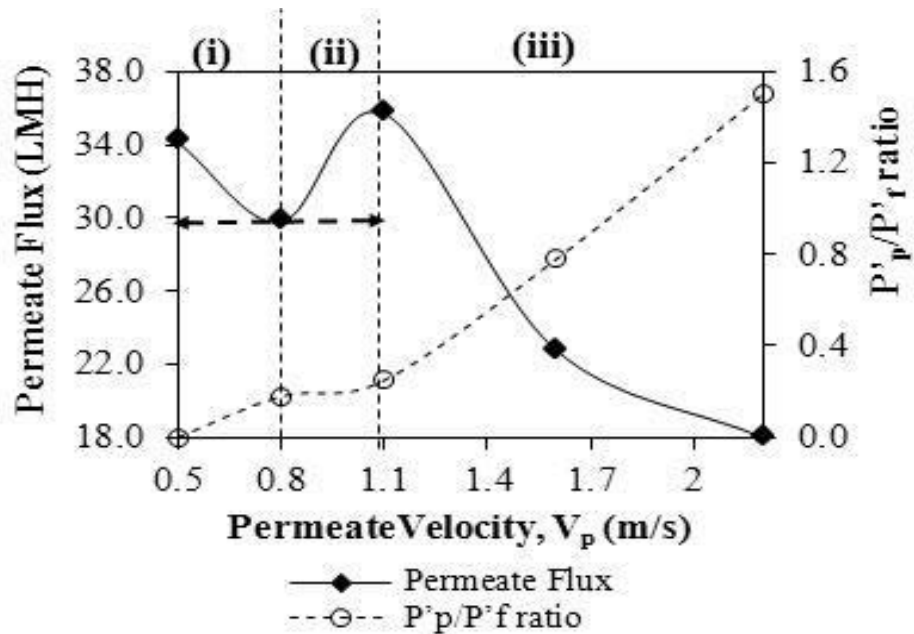 (i) (ii) (iii)
Permeate Flux (LMH)
38.0
34.0
30.0
26.0
22.0
18.0
1.6
1.2
0.8
0.4
0.0
P'p/P'f ratio
0.5 0.8 1.1 1.4 1.7 2
Permeate Velocity, Vp (m/s)
Permeate Flux
P'p/P'f ratio